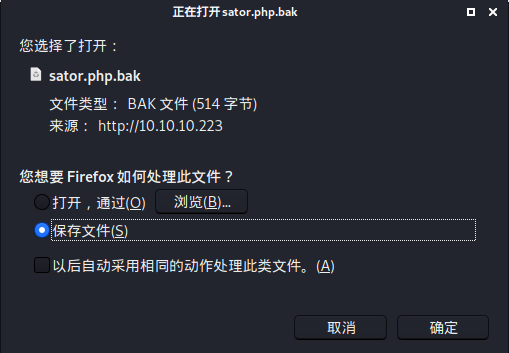 正在打开 sator.php.bak
您选择了打开：
sator.php.bak
文件类型： BAK 文件 (514 字节)
来源： http://10.10.10.223
您想要 Firefox 如何处理此文件？
打开，通过(O) 浏览(B)...
保存文件(S)
以后自动采用相同的动作处理此类文件。(A)
取消 确定